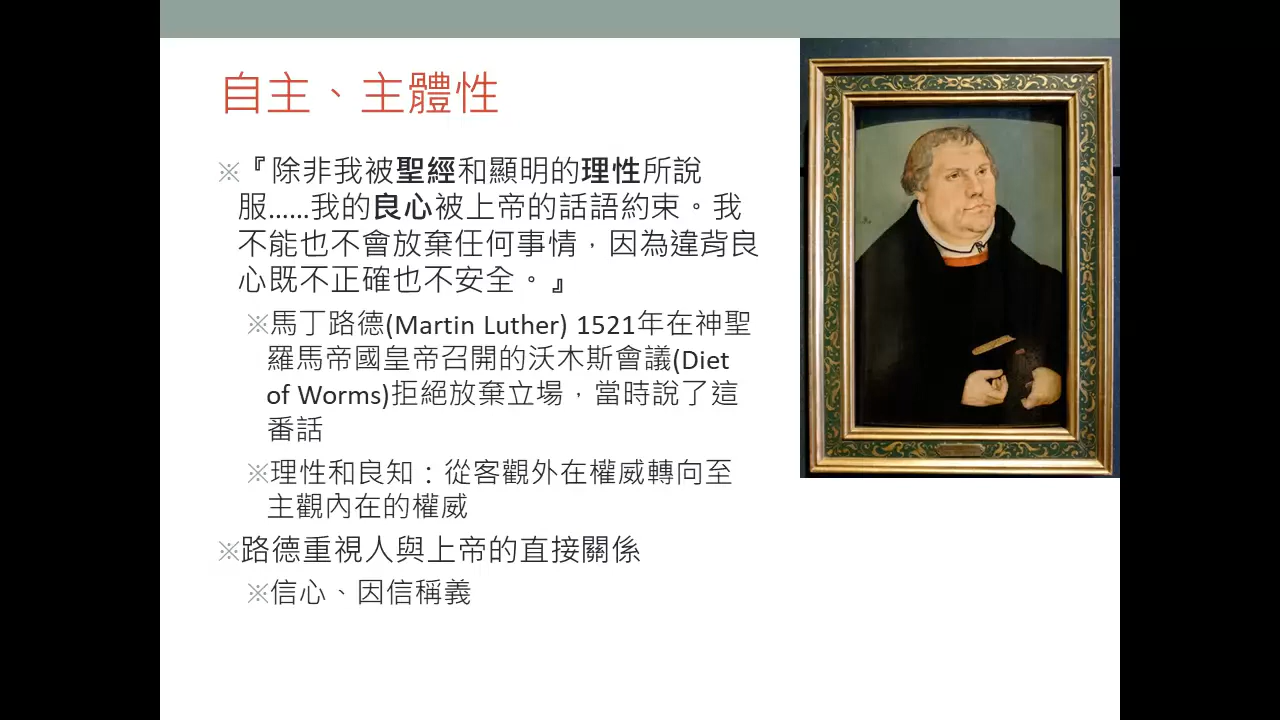 自主、主體性
※『除非我被聖經和顯明的理性所說
服……我的良心被上帝的話語約束。我
不能也不會放棄任何事情，因為違背良
心既不正確也不安全。』
※馬丁路德(Martin Luther) 1521年在神聖
羅馬帝國皇帝召開的沃木斯會議(Diet
of Worms)拒絕放棄立場，當時說了這
番話
※理性和良知：從客觀外在權威轉向至
主觀內在的權威
※路德重視人與上帝的直接關係
※信心、因信稱義